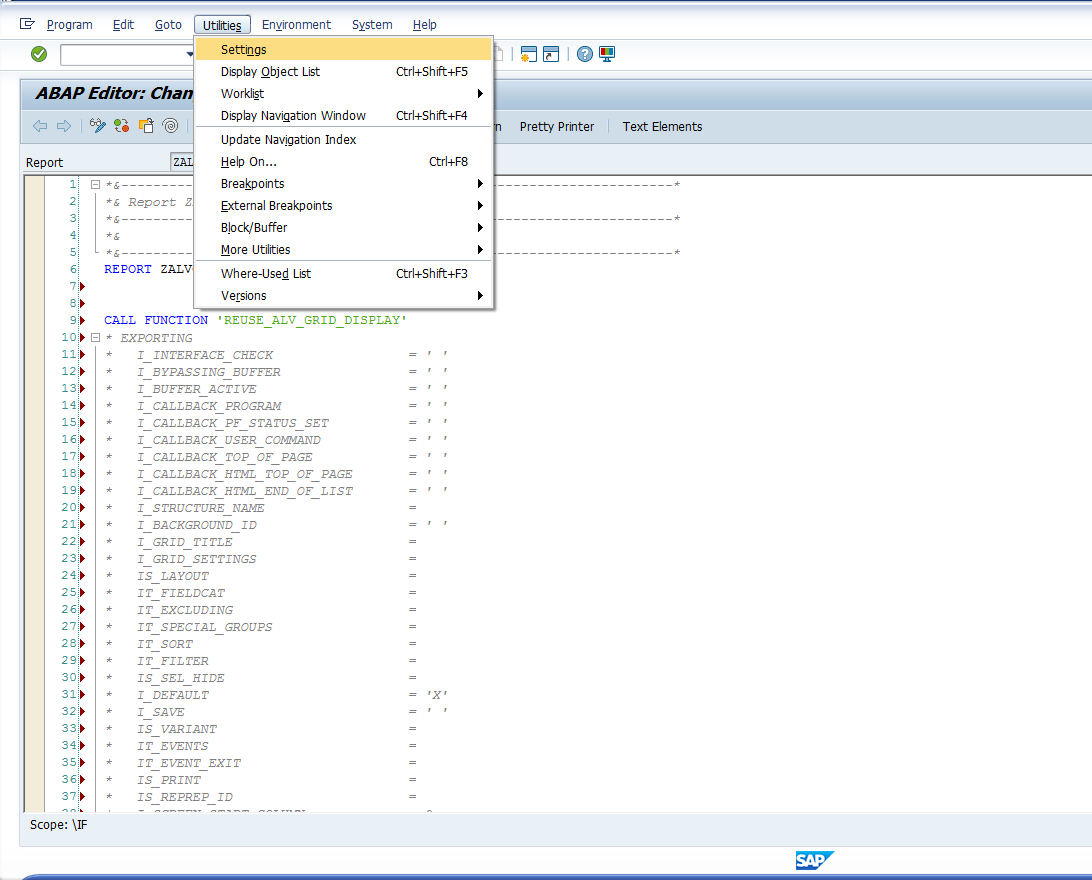 Program Edit Goto Utilities Environment System Help
Settings
Display Object List Ctrl+Shift+F5
Worklist
Display Navigation Window Ctrl+Shift+F4
Update Navigation Index
Help On... Ctrl+F8
Breakpoints
External Breakpoints
Block/Buffer
More Utilities
Where-Used List Ctrl+Shift+F3
Versions
ABAP Editor: Chan
Pretty Printer Text Elements
Report ZAL
1 *&---------- ----------*
2 *& Report Z
3 *&---------- ----------*
4 *&
5 *&---------- ----------*
6 REPORT ZALV
7
8
9 CALL FUNCTION 'REUSE_ALV_GRID_DISPLAY'
10 * EXPORTING
11 * I_INTERFACE_CHECK = ' '
12 * I_BYPASSING_BUFFER = ' '
13 * I_BUFFER_ACTIVE = ' '
14 * I_CALLBACK_PROGRAM = ' '
15 * I_CALLBACK_PF_STATUS_SET = ' '
16 * I_CALLBACK_USER_COMMAND = ' '
17 * I_CALLBACK_TOP_OF_PAGE = ' '
18 * I_CALLBACK_HTML_TOP_OF_PAGE = ' '
19 * I_CALLBACK_HTML_END_OF_LIST = ' '
20 * I_STRUCTURE_NAME =
21 * I_BACKGROUND_ID = ' '
22 * I_GRID_TITLE =
23 * I_GRID_SETTINGS =
24 * IS_LAYOUT =
25 * IT_FIELDCAT =
26 * IT_EXCLUDING =
27 * IT_SPECIAL_GROUPS =
28 * IT_SORT =
29 * IT_FILTER =
30 * IS_SEL_HIDE =
31 * I_DEFAULT = 'X'
32 * I_SAVE = ' '
33 * IS_VARIANT =
34 * IT_EVENTS =
35 * IT_EVENT_EXIT =
36 * IS_PRINT =
37 * IS_REPREP_ID =
Scope: \IF
SAP